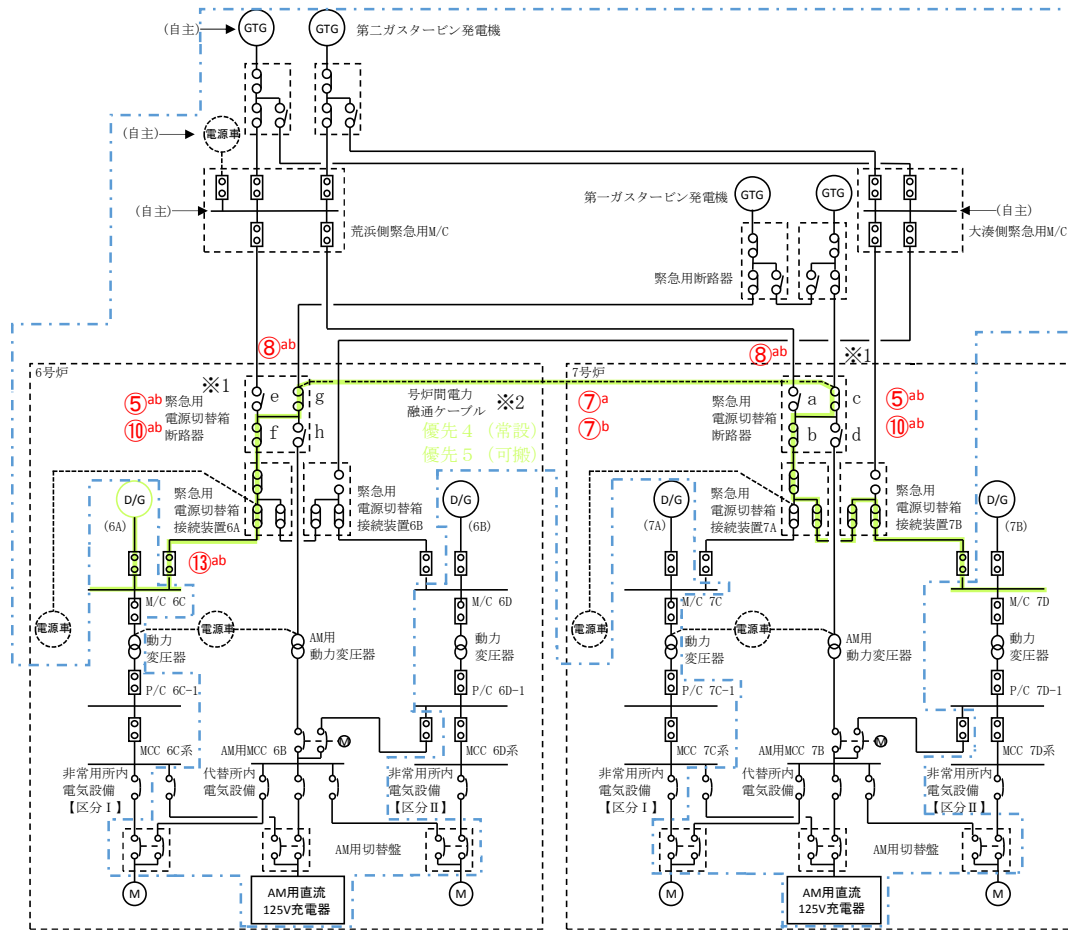 (自主)
GTG
GTG
第二ガスタービン発電機
(自主)
電源車
(自主)
荒浜側緊急用M/C
第一ガスタービン発電機
GTG
GTG
(自主)
大湊側緊急用M/C
緊急用断路器
⑧ab
⑧ab
※1
6号炉
7号炉
※1
⑤ab
⑩ab
緊急用
電源切替箱
断路器
e
g
f
h
号炉間電力
融通ケーブル
※2
優先４（常設）
優先５（可搬）
⑦a
⑦b
緊急用
電源切替箱
断路器
a
c
b
d
⑤ab
⑩ab
D/G
(6A)
緊急用
電源切替箱
接続装置6A
緊急用
電源切替箱
接続装置6B
D/G
(6B)
D/G
(7A)
緊急用
電源切替箱
接続装置7A
緊急用
電源切替箱
接続装置7B
D/G
(7B)
⑬ab
M/C 6C
M/C 6D
M/C 7C
M/C 7D
電源車
動力
変圧器
電源車
AM用
動力変圧器
動力
変圧器
電源車
動力
変圧器
電源車
AM用
動力変圧器
動力
変圧器
P/C 6C-1
P/C 6D-1
P/C 7C-1
P/C 7D-1
MCC 6C系
AM用MCC 6B
M
MCC 6D系
MCC 7C系
AM用MCC 7B
M
MCC 7D系
非常用所内
電気設備
【区分Ⅰ】
代替所内
電気設備
非常用所内
電気設備
【区分Ⅱ】
非常用所内
電気設備
【区分Ⅰ】
代替所内
電気設備
非常用所内
電気設備
【区分Ⅱ】
AM用切替盤
AM用切替盤
M
AM用直流
125V充電器
M
M
AM用直流
125V充電器
M